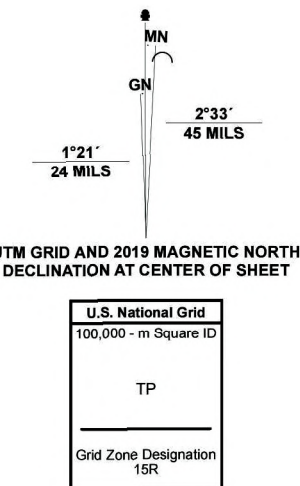 MN
GN
2°33´
45 MILS
1°21´
24 MILS
UTM GRID AND 2019 MAGNETIC NORTH
DECLINATION AT CENTER OF SHEET
U.S. National Grid
100,000 - m Square ID
TP
Grid Zone Designation
15R